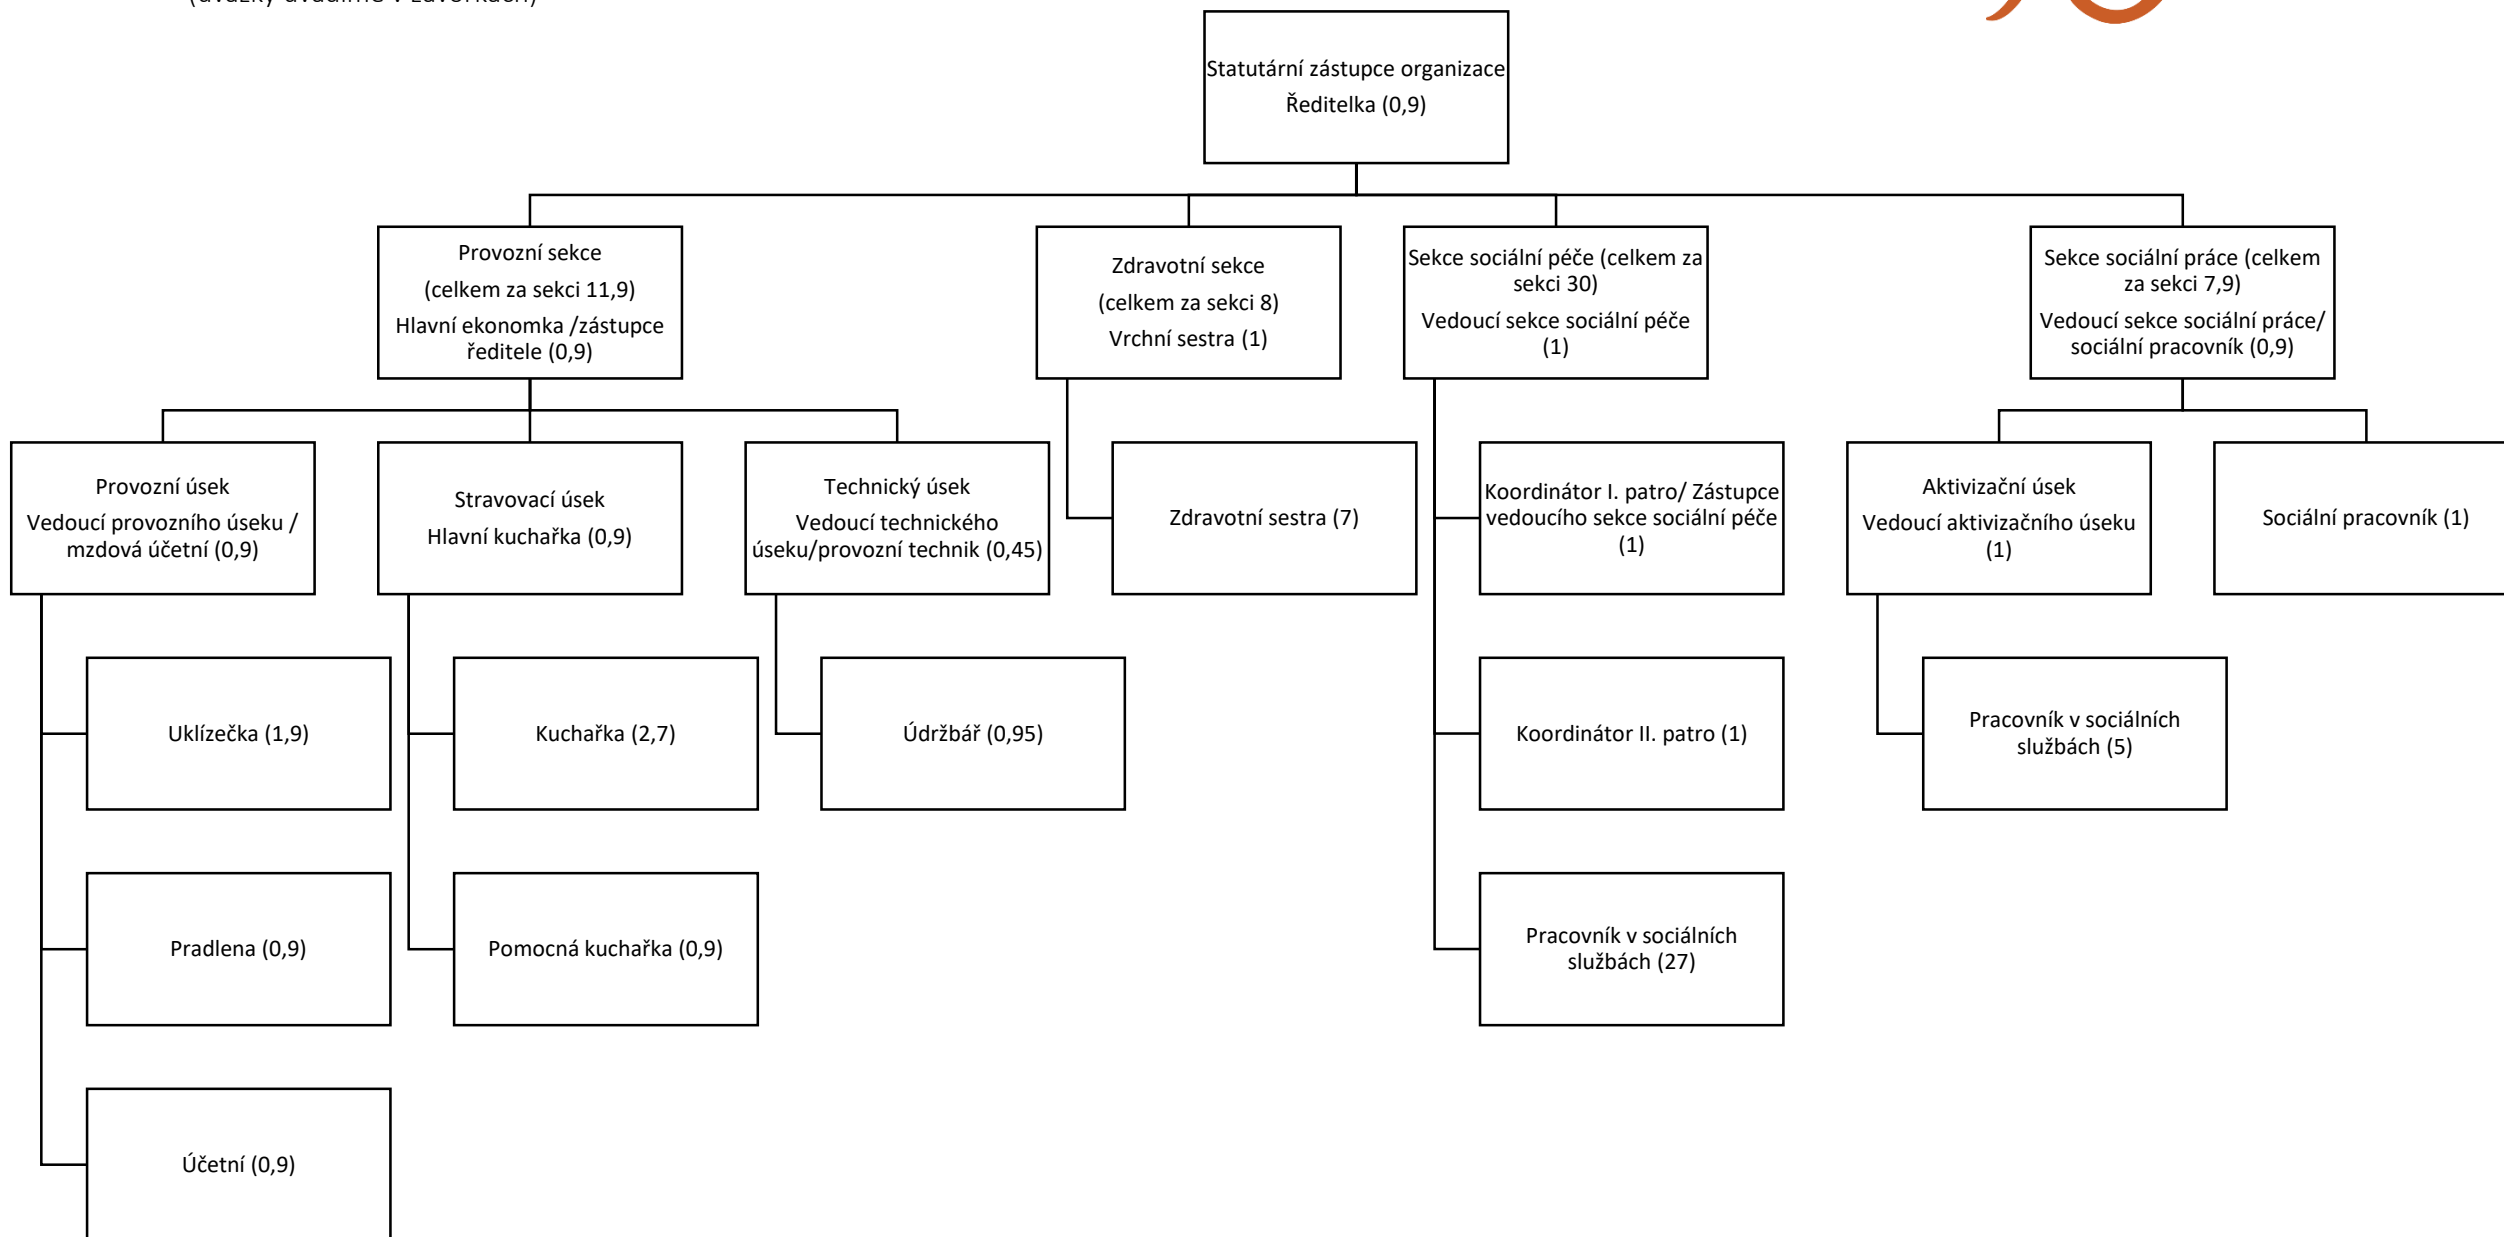 (úvazky uvádíme v závorkách)
Statutární zástupce organizace
Ředitelka (0,9)
Provozní sekce
(celkem za sekci 11,9)
Hlavní ekonomka /zástupce
ředitele (0,9)
Zdravotní sekce
(celkem za sekci 8)
Vrchní sestra (1)
Sekce sociální péče (celkem za
sekci 30)
Vedoucí sekce sociální péče
(1)
Sekce sociální práce (celkem
za sekci 7,9)
Vedoucí sekce sociální práce/
sociální pracovník (0,9)
Provozní úsek
Vedoucí provozního úseku /
mzdová účetní (0,9)
Stravovací úsek
Hlavní kuchařka (0,9)
Technický úsek
Vedoucí technického
úseku/provozní technik (0,45)
Zdravotní sestra (7)
Koordinátor I. patro/ Zástupce
vedoucího sekce sociální péče
(1)
Aktivizační úsek
Vedoucí aktivizačního úseku
(1)
Sociální pracovník (1)
Uklízečka (1,9)
Kuchařka (2,7)
Údržbář (0,95)
Koordinátor II. patro (1)
Pracovník v sociálních
službách (5)
Pradlena (0,9)
Pomocná kuchařka (0,9)
Pracovník v sociálních
službách (27)
Účetní (0,9)